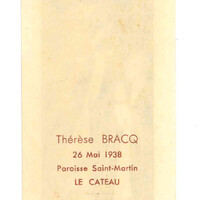 Thérèse BRACQ
26 Mai 1938
Paroisse Saint-Martin
LE CATEAU